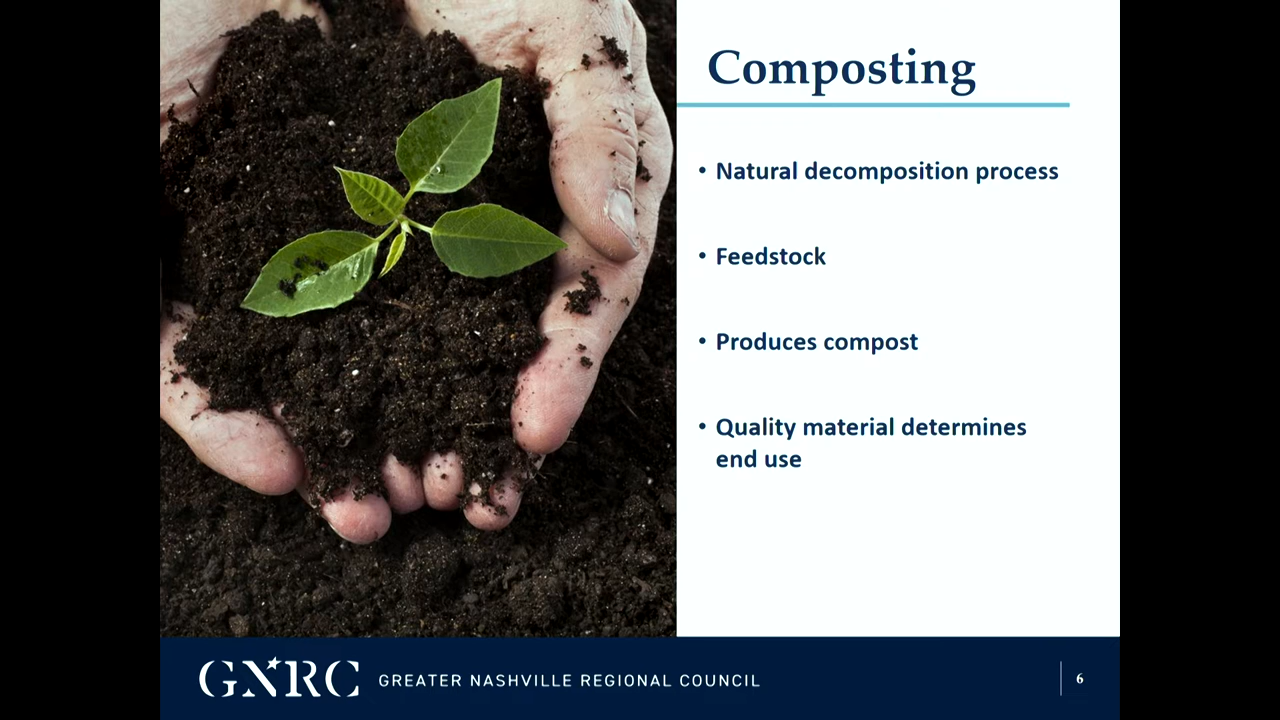 Composting
• Natural decomposition process
• Feedstock
• Produces compost
• Quality material determines
end use
GNRC GREATER NASHVILLE REGIONAL COUNCIL
6